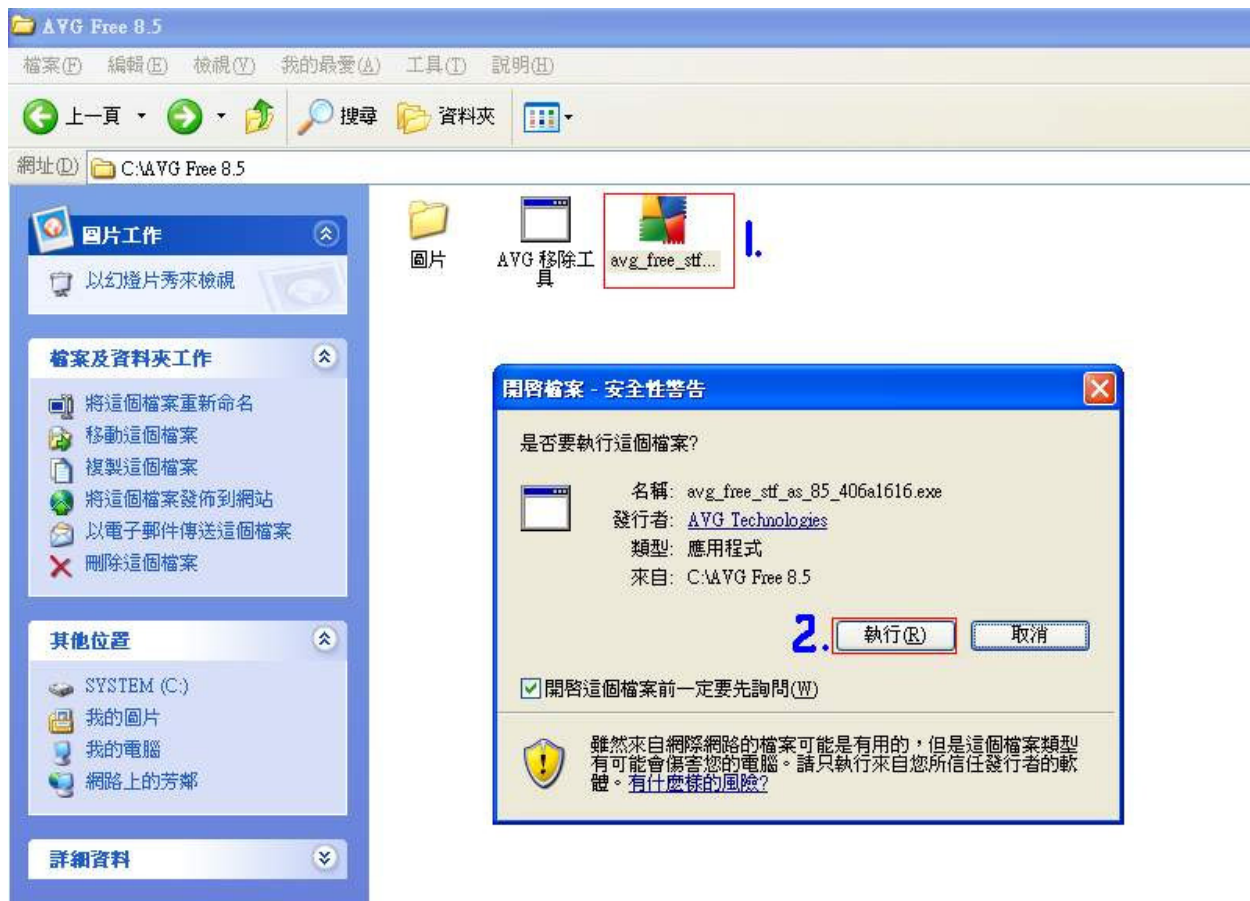 AVG Free 8.5
檔案(F) 編輯(E) 檢視(V) 我的最愛(A) 工具(T) 說明(H)
上一頁 搜尋 資料夾
網址(D) C:\AVG Free 8.5
圖片工作
以幻燈片秀來檢視
檔案及資料夾工作
將這個檔案重新命名
移動這個檔案
複製這個檔案
將這個檔案發佈到網站
以電子郵件傳送這個檔案
刪除這個檔案
其他位置
SYSTEM (C:)
我的圖片
我的電腦
網路上的芳鄰
詳細資料
圖片
AVG 移除工
具
avg_free_stf...
1.
開啟檔案 - 安全性警告
是否要執行這個檔案?
名稱: avg_free_stf_as_85_406a1616.exe
發行者: AVG Technologies
類型: 應用程式
來自: C:\AVG Free 8.5
2. 執行(R) 取消
開啟這個檔案前一定要先詢問(W)
雖然來自網際網路的檔案可能是有用的，但是這個檔案類型
有可能會傷害您的電腦。請只執行來自您所信任發行者的軟
體。有什麼樣的風險?